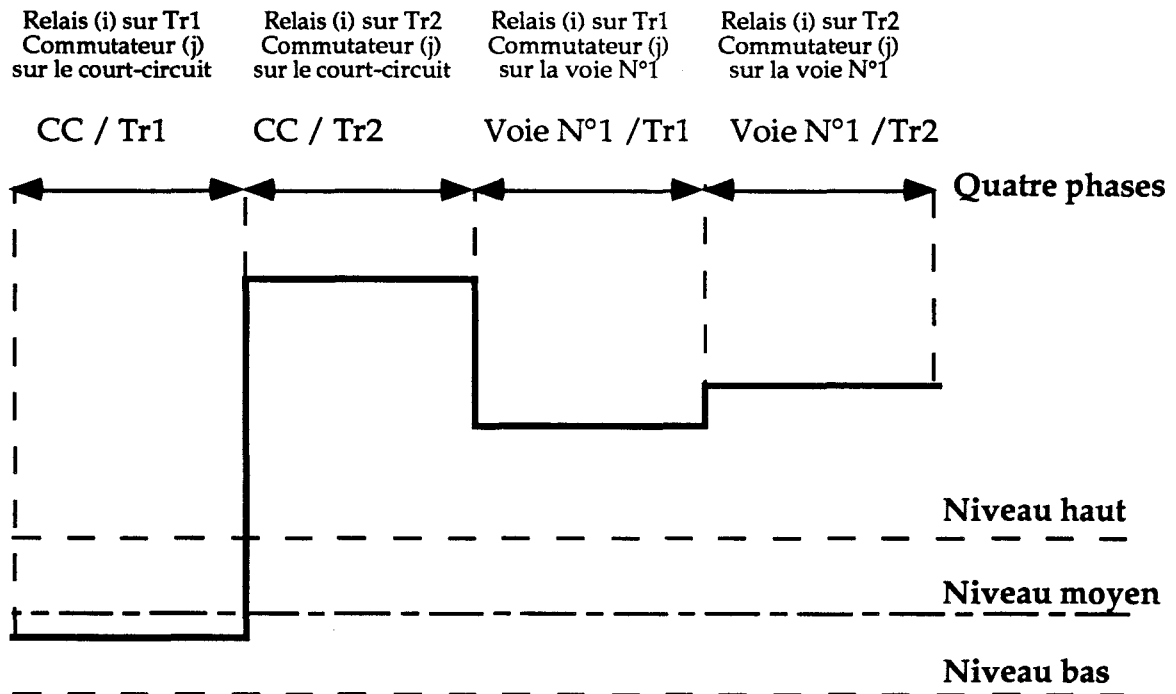 Relais (i) sur Tr1
Commutateur (j)
sur le court-circuit
Relais (i) sur Tr2
Commutateur (j)
sur le court-circuit
Relais (i) sur Tr1
Commutateur (j)
sur la voie N°1
Relais (i) sur Tr2
Commutateur (j)
sur la voie N°1
CC / Tr1
CC / Tr2
Voie N°1 /Tr1
Voie N°1 /Tr2
Quatre phases
Niveau haut
Niveau moyen
Niveau bas